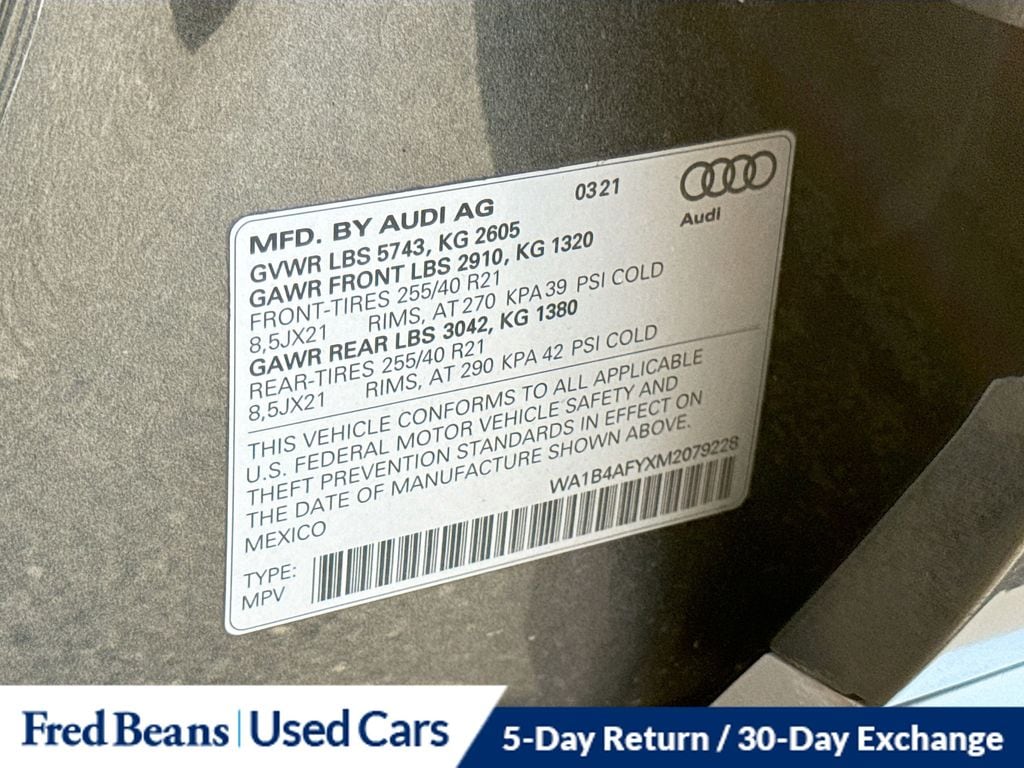 MFD. BY AUDI AG 0321
Audi
GVWR LBS 5743, KG 2605
GAWR FRONT LBS 2910, KG 1320
FRONT-TIRES 255/40 R21
8,5JX21 RIMS, AT 270 KPA 39 PSI COLD
GAWR REAR LBS 3042, KG 1380
REAR-TIRES 255/40 R21
8,5JX21 RIMS, AT 290 KPA 42 PSI COLD
THIS VEHICLE CONFORMS TO ALL APPLICABLE
U.S. FEDERAL MOTOR VEHICLE SAFETY AND
THEFT PREVENTION STANDARDS IN EFFECT ON
THE DATE OF MANUFACTURE SHOWN ABOVE.
MEXICO WA1B4AFYXM2079228
TYPE:
MPV
Fred Beans | Used Cars
5-Day Return / 30-Day Exchange